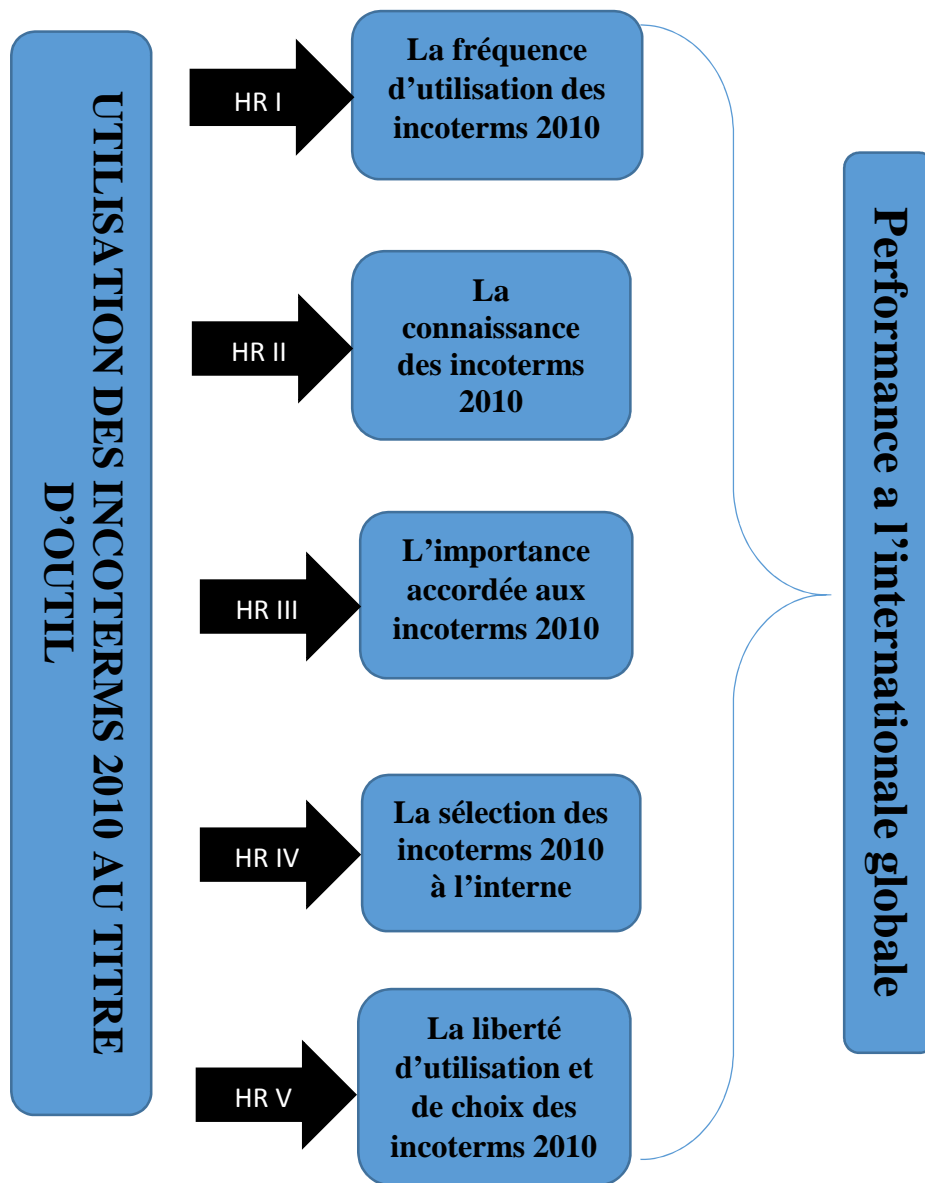 UTILISATION DES INCOTERMS 2010 AU TITRE
D’OUTIL
HR I
La fréquence
d’utilisation des
incoterms 2010
HR II
La
connaissance
des incoterms
2010
HR III
L’importance
accordée aux
incoterms 2010
HR IV
La sélection des
incoterms 2010
à l’interne
HR V
La liberté
d’utilisation et
de choix des
incoterms 2010
Performance a l’internationale globale